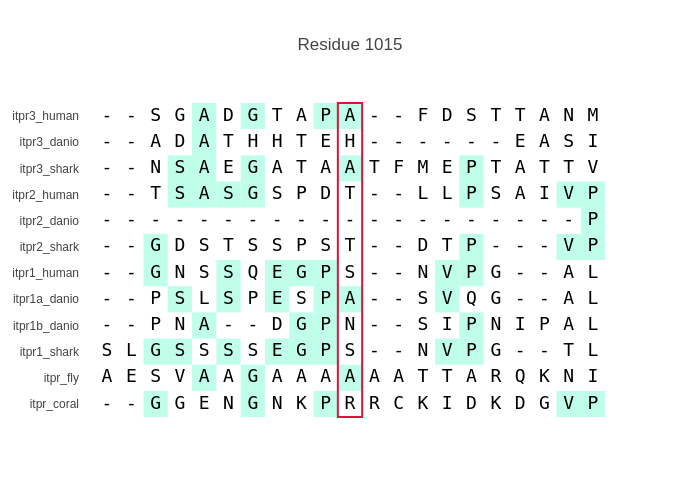 Residue 1015
itpr3_human - - S G A D G T A P A - - F D S T T A N M
itpr3_danio - - A D A T H H T E H - - - - - - E A S I
itpr3_shark - - N S A E G A T A A T F M E P T A T T V
itpr2_human - - T S A S G S P D T - - L L P S A I V P
itpr2_danio - - - - - - - - - - - - - - - - - - - - P
itpr2_shark - - G D S T S S P S T - - D T P - - - V P
itpr1_human - - G N S S Q E G P S - - N V P G - - A L
itpr1a_danio - - P S L S P E S P A - - S V Q G - - A L
itpr1b_danio - - P N A - - D G P N - - S I P N I P A L
itpr1_shark S L G S S S S E G P S - - N V P G - - T L
itpr_fly A E S V A A G A A A A A A T T A R Q K N I
itpr_coral - - G G E N G N K P R R C K I D K D G V P